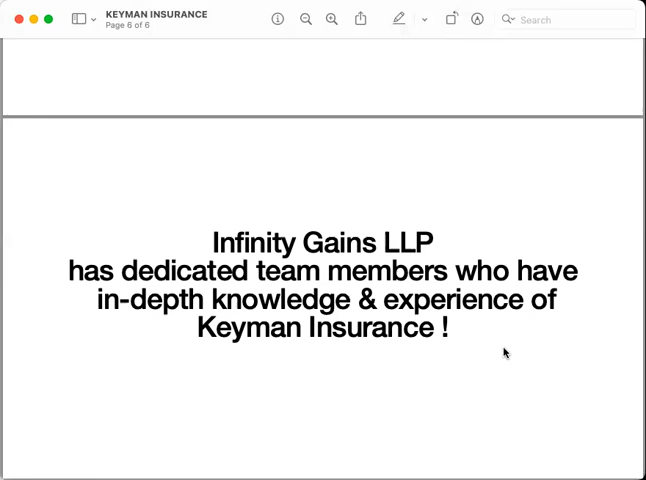 KEYMAN INSURANCE
Page 6 of 6
Search
Infinity Gains LLP
has dedicated team members who have
in-depth knowledge & experience of
Keyman Insurance !